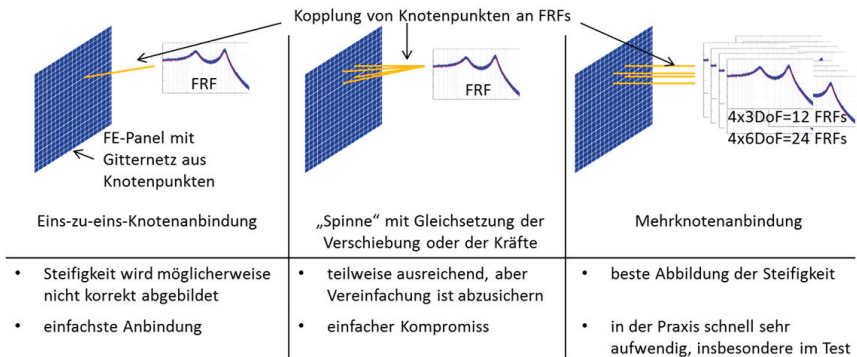 Kopplung von Knotenpunkten an FRFs
FRF
FE-Panel mit
Gitternetz aus
Knotenpunkten
FRF
4x3DoF=12 FRFs
4x6DoF=24 FRFs
Eins-zu-eins-Knotenanbindung
„Spinne“ mit Gleichsetzung der
Verschiebung oder der Kräfte
Mehrknotenanbindung
• Steifigkeit wird möglicherweise
nicht korrekt abgebildet
• einfachste Anbindung
• teilweise ausreichend, aber
Vereinfachung ist abzusichern
• einfacher Kompromiss
• beste Abbildung der Steifigkeit
• in der Praxis schnell sehr
aufwendig, insbesondere im Test